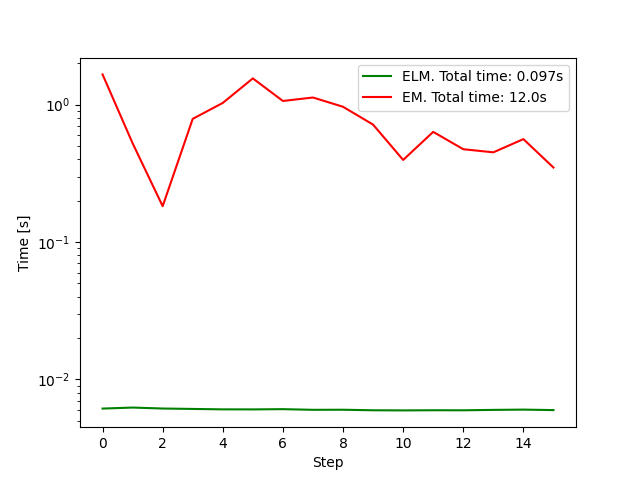 ELM. Total time: 0.097s
EM. Total time: 12.0s
10⁰
10⁻¹
10⁻²
Time [s]
0 2 4 6 8 10 12 14
Step